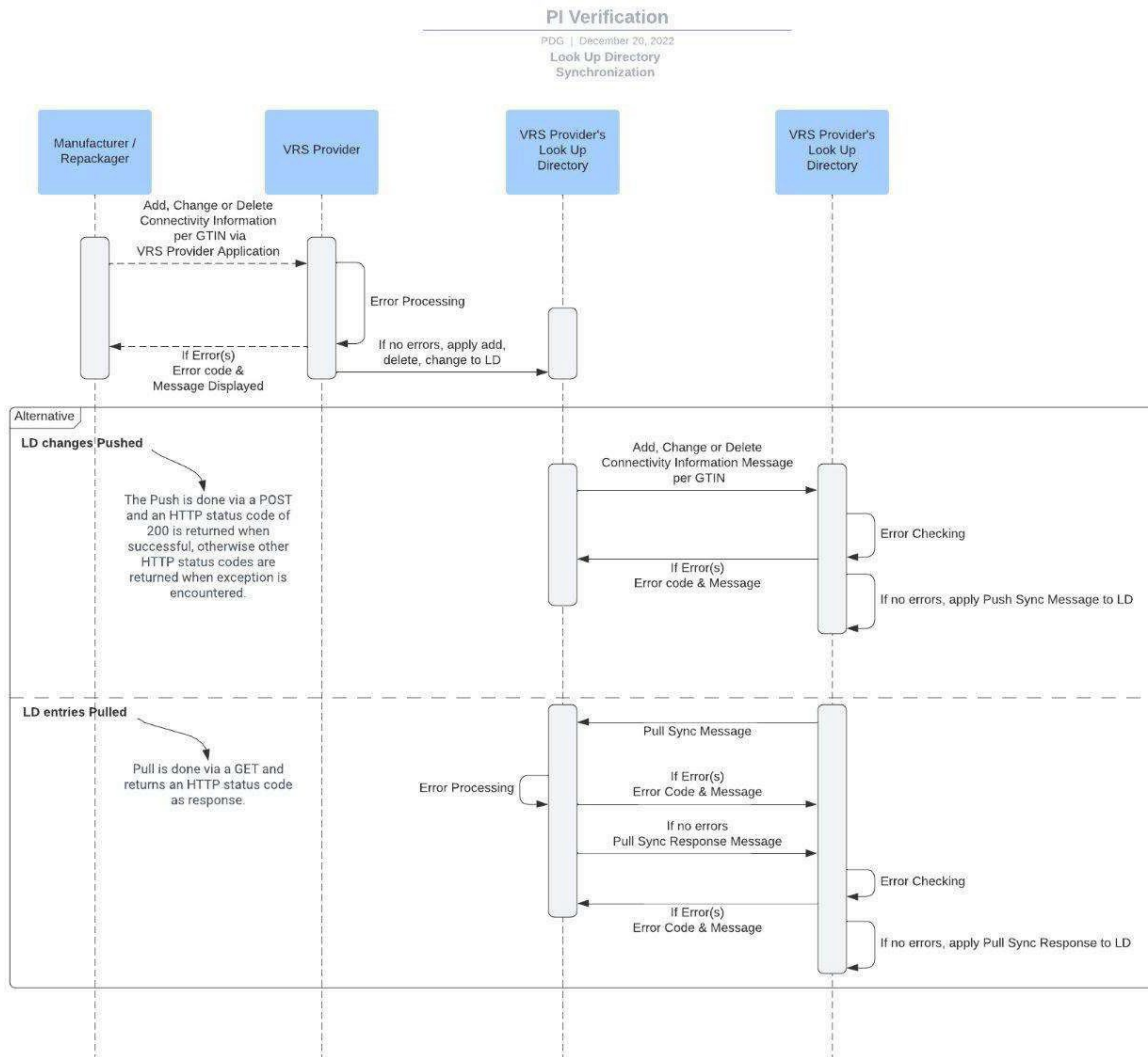 PI Verification
PDG | December 20, 2022
Look Up Directory
Synchronization
Manufacturer /
Repackager
VRS Provider
VRS Provider's
Look Up
Directory
VRS Provider's
Look Up
Directory
Add, Change or Delete
Connectivity Information
per GTIN via
VRS Provider Application
Error Processing
If Error(s)
Error code &
Message Displayed
If no errors, apply add,
delete, change to LD
Alternative
LD changes Pushed
The Push is done via a POST
and an HTTP status code of
200 is returned when
successful, otherwise other
HTTP status codes are
returned when exception is
encountered.
Add, Change or Delete
Connectivity Information Message
per GTIN
Error Checking
If Error(s)
Error code & Message
If no errors, apply Push Sync Message to LD
LD entries Pulled
Pull is done via a GET and
returns an HTTP status code
as response.
Pull Sync Message
Error Processing
If Error(s)
Error Code & Message
If no errors
Pull Sync Response Message
Error Checking
If Error(s)
Error Code & Message
If no errors, apply Pull Sync Response to LD